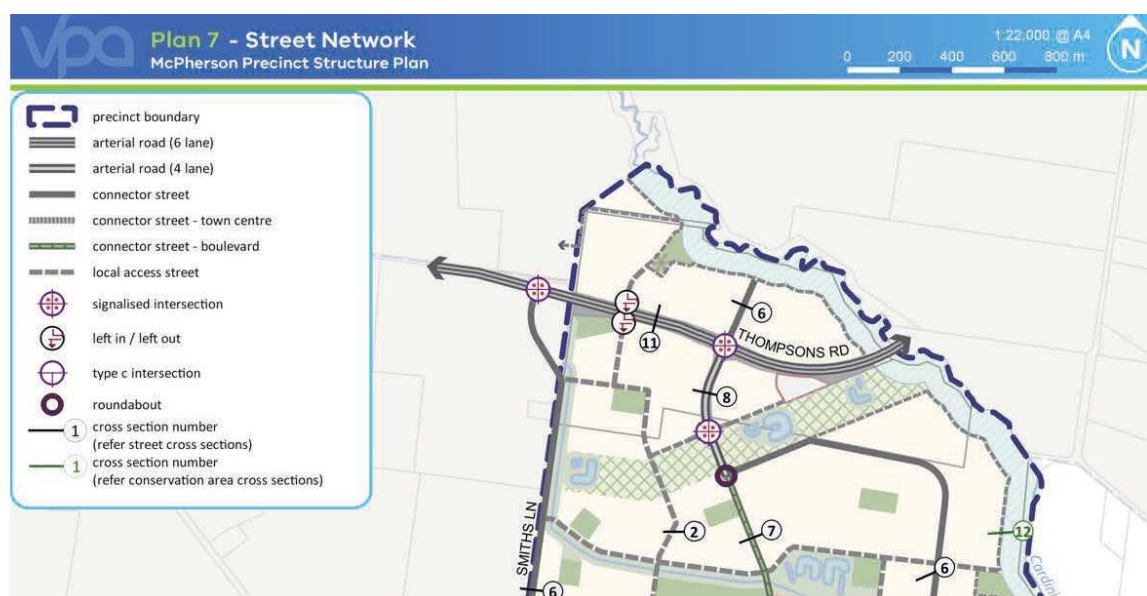 vpa
Plan 7 - Street Network
McPherson Precinct Structure Plan
1:22,000 @ A4
0 200 400 600 800 m
N
precinct boundary
arterial road (6 lane)
arterial road (4 lane)
connector street
connector street - town centre
connector street - boulevard
local access street
signalised intersection
left in / left out
type c intersection
roundabout
1 cross section number
(refer street cross sections)
1 cross section number
(refer conservation area cross sections)
6
11
THOMPSONS RD
8
2
7
12
SMITHS LN
6
6